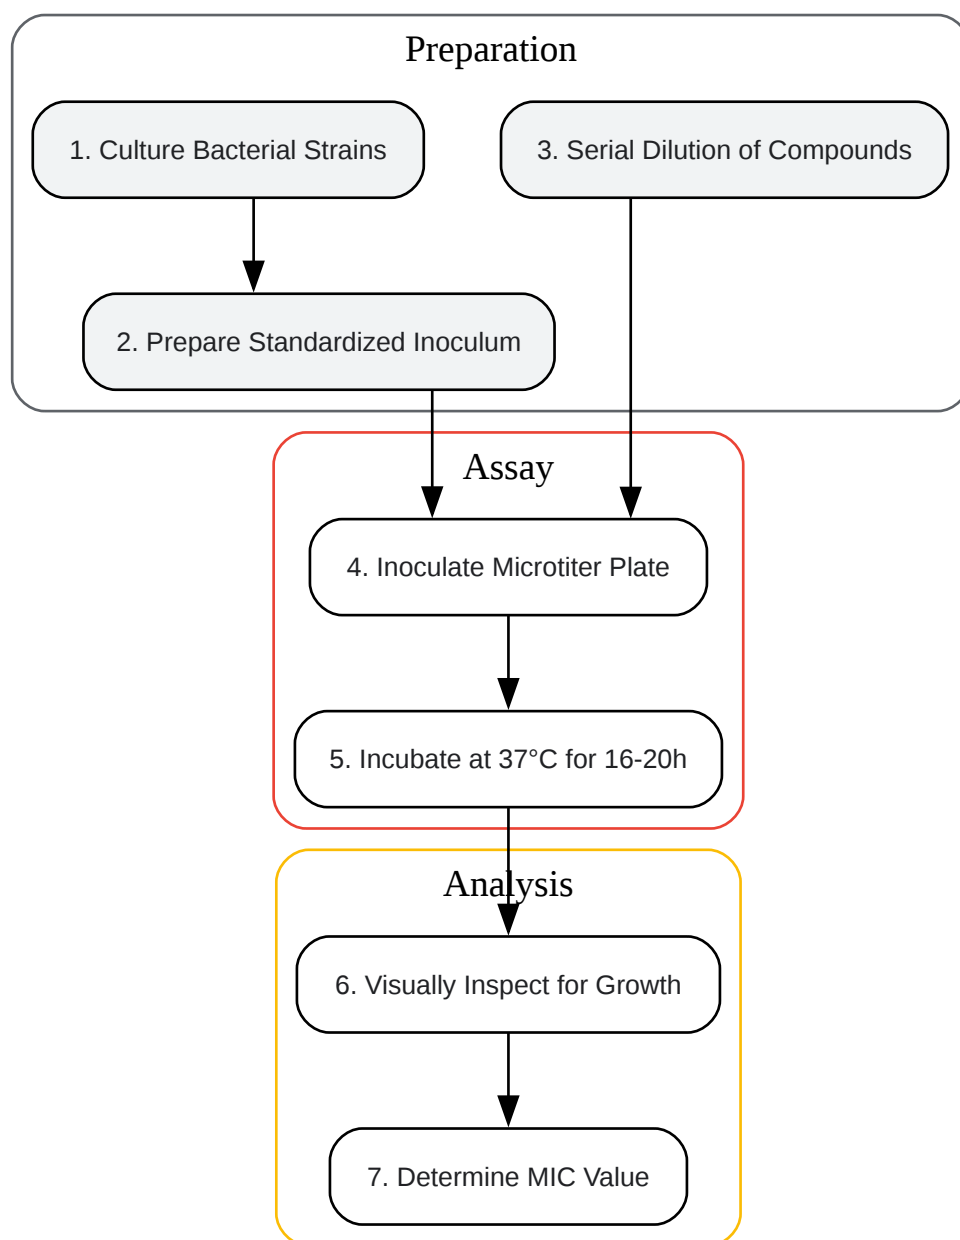 Preparation
1. Culture Bacterial Strains
3. Serial Dilution of Compounds
2. Prepare Standardized Inoculum
Assay
4. Inoculate Microtiter Plate
5. Incubate at 37°C for 16-20h
Analysis
6. Visually Inspect for Growth
7. Determine MIC Value